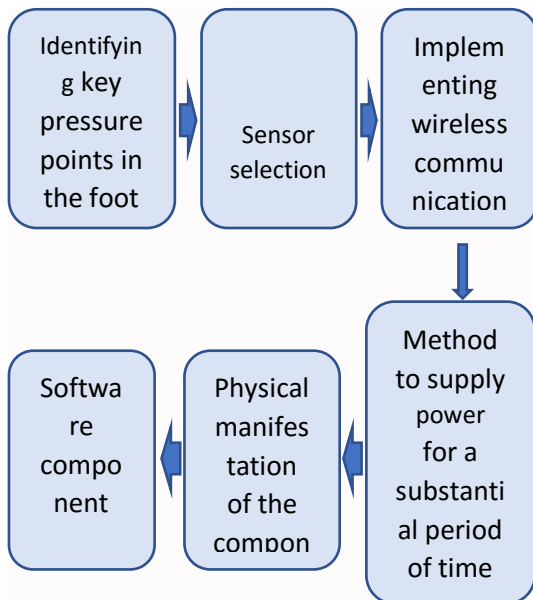 Identifyin
g key
pressure
points in
the foot
Sensor
selection
Implem
enting
wireless
commu
nication
Method
to supply
power
for a
substanti
al period
of time
Physical
manifes
tation
of the
compon
Softwa
re
compo
nent